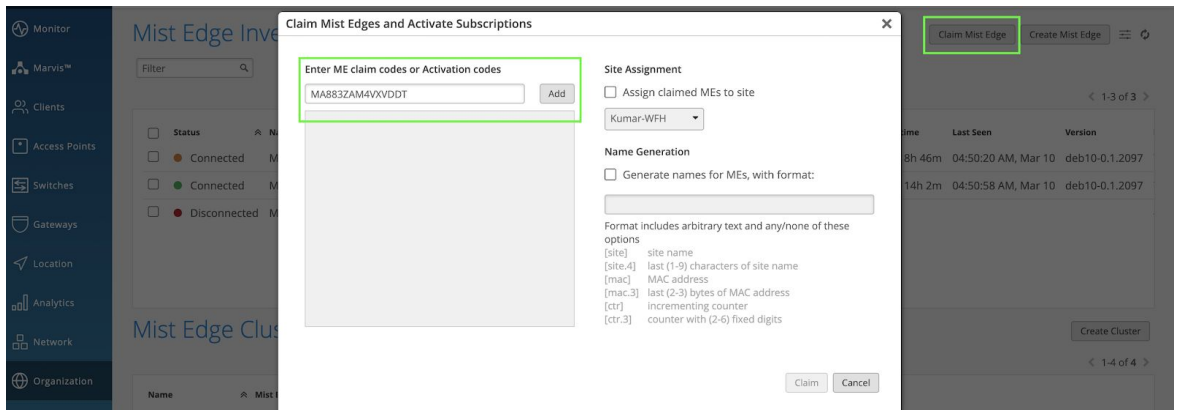 Monitor
Marvis™
Clients
Access Points
Switches
Gateways
Location
Analytics
Network
Organization
Mist Edge Inve
Claim Mist Edge
Create Mist Edge
Filter
1-3 of 3
Status
Connected
Connected
Disconnected
Last Seen
Version
8h 46m 04:50:20 AM, Mar 10 deb10-0.1.2097
14h 2m 04:50:58 AM, Mar 10 deb10-0.1.2097
Claim Mist Edges and Activate Subscriptions
Enter ME claim codes or Activation codes
MA883ZAM4VXVDDT
Add
Site Assignment
Assign claimed MEs to site
Kumar-WFH
Name Generation
Generate names for MEs, with format:
Format includes arbitrary text and any/none of these
options
[site] site name
[site.4] last (1-9) characters of site name
[mac] MAC address
[mac.3] last (2-3) bytes of MAC address
[ctr] incrementing counter
[ctr.3] counter with (2-6) fixed digits
Claim
Cancel
Mist Edge Clus
Create Cluster
1-4 of 4
Name
Mist E